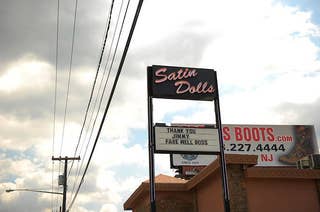 Satin
Dolls
THANK YOU
JIMMY.
FARE WELL BOSS
S BOOTS.COM
.227.4444
NJ